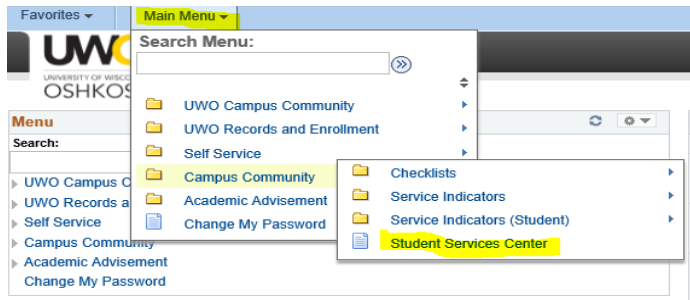 Favorites
Main Menu
Search Menu:
UWO
UNIVERSITY OF
OSHKOS
UWO Campus Community
UWO Records and Enrollment
Self Service
Campus Community
Academic Advisement
Change My Password
Checklists
Service Indicators
Service Indicators (Student)
Student Services Center
Menu
Search:
UWO Campus C
UWO Records a
Self Service
Campus Community
Academic Advisement
Change My Password